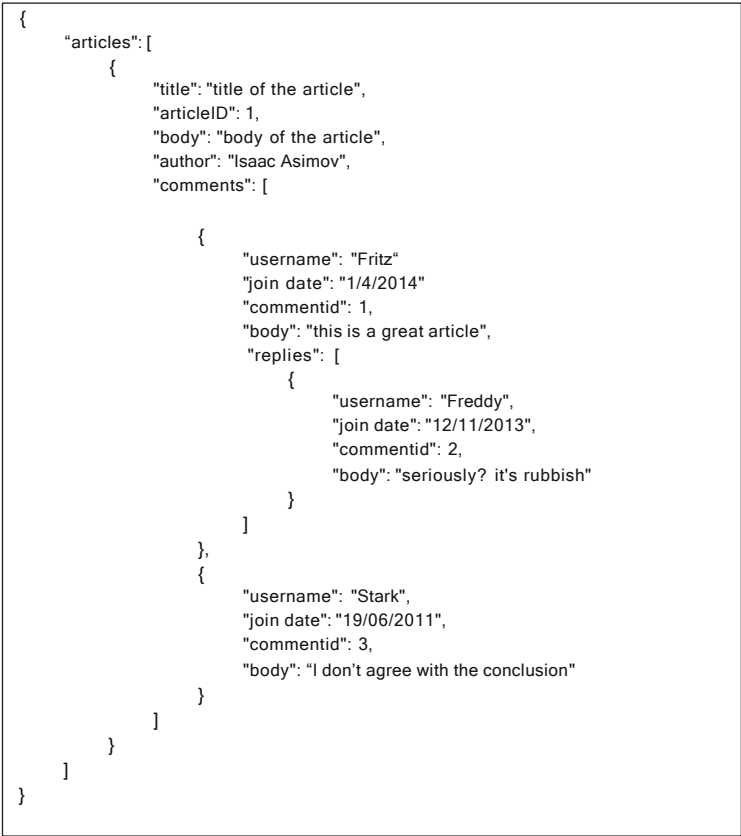 {
“articles": [
{
"title": "title of the article",
"articleID": 1,
"body": "body of the article",
"author": "Isaac Asimov",
"comments": [
{
"username": "Fritz“
"join date": "1/4/2014"
"commentid": 1,
"body": "this is a great article",
"replies": [
{
"username": "Freddy",
"join date": "12/11/2013",
"commentid": 2,
"body": "seriously? it's rubbish"
}
]
},
{
"username": "Stark",
"join date": "19/06/2011",
"commentid": 3,
"body": “I don’t agree with the conclusion"
}
]
}
]
}